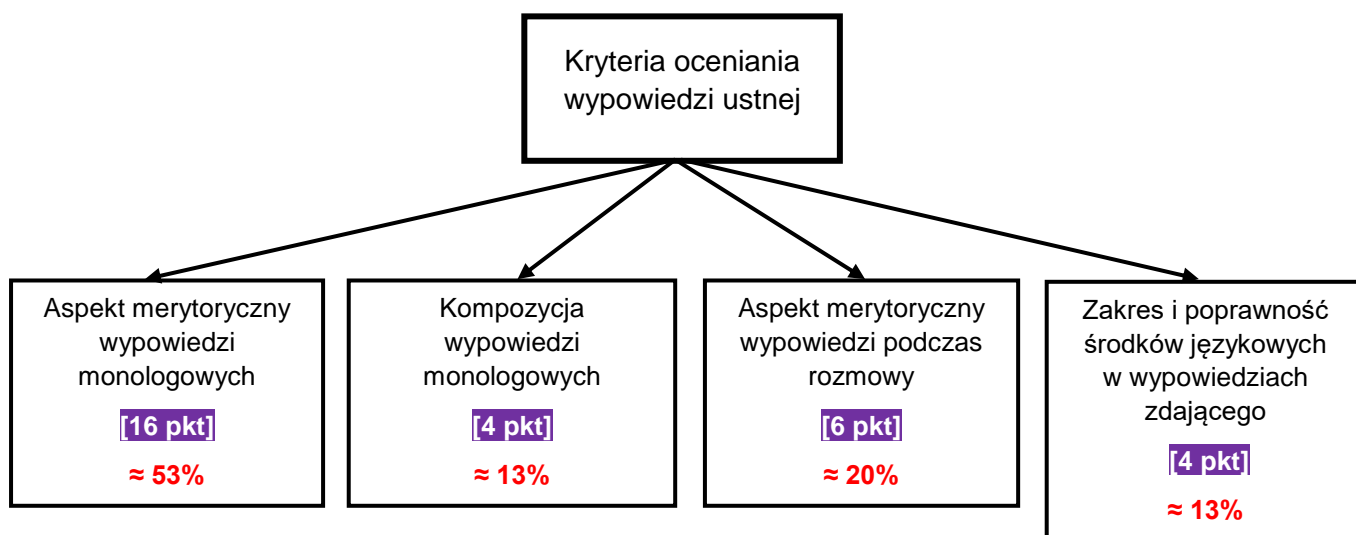 Kryteria oceniania
wypowiedzi ustnej
Aspekt merytoryczny
wypowiedzi
monologowych
[16 pkt]
≈ 53%
Kompozycja
wypowiedzi
monologowych
[4 pkt]
≈ 13%
Aspekt merytoryczny
wypowiedzi podczas
rozmowy
[6 pkt]
≈ 20%
Zakres i poprawność
środków językowych
w wypowiedziach
zdającego
[4 pkt]
≈ 13%